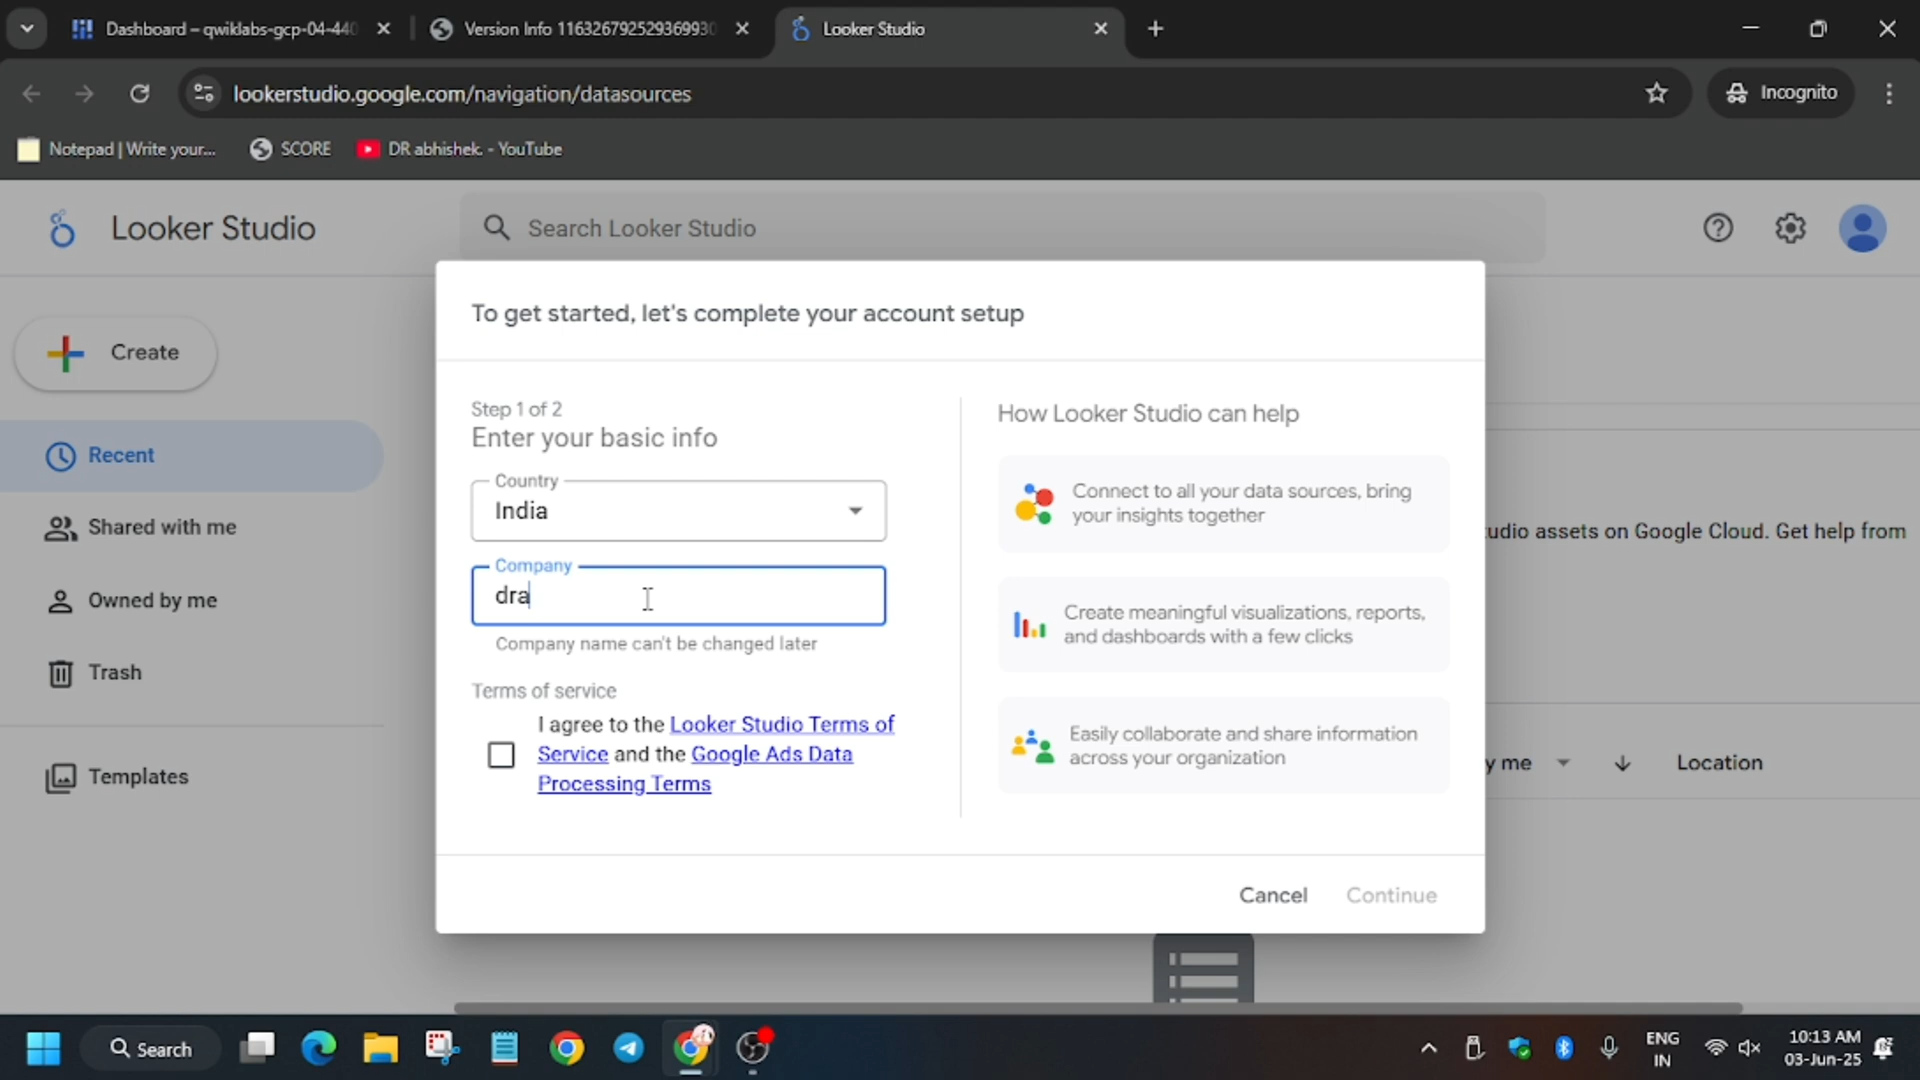 Dashboard – qwiklabs-gcp-04-440
Version Info 1163267925293699930
Looker Studio
lookerstudio.google.com/navigation/datasources
Incognito
Notepad | Write your...
SCORE
DR abhishek. - YouTube
Looker Studio
Search Looker Studio
To get started, let's complete your account setup
Create
Step 1 of 2
Enter your basic info
How Looker Studio can help
Recent
Country
India
Connect to all your data sources, bring
your insights together
Shared with me
udio assets on Google Cloud. Get help from
Company
dra
Company name can't be changed later
Owned by me
Create meaningful visualizations, reports,
and dashboards with a few clicks
Trash
Terms of service
I agree to the Looker Studio Terms of
Service and the Google Ads Data
Processing Terms
Easily collaborate and share information
across your organization
y me
Location
Templates
Cancel
Continue
Search
ENG
IN
10:13 AM
03-Jun-25